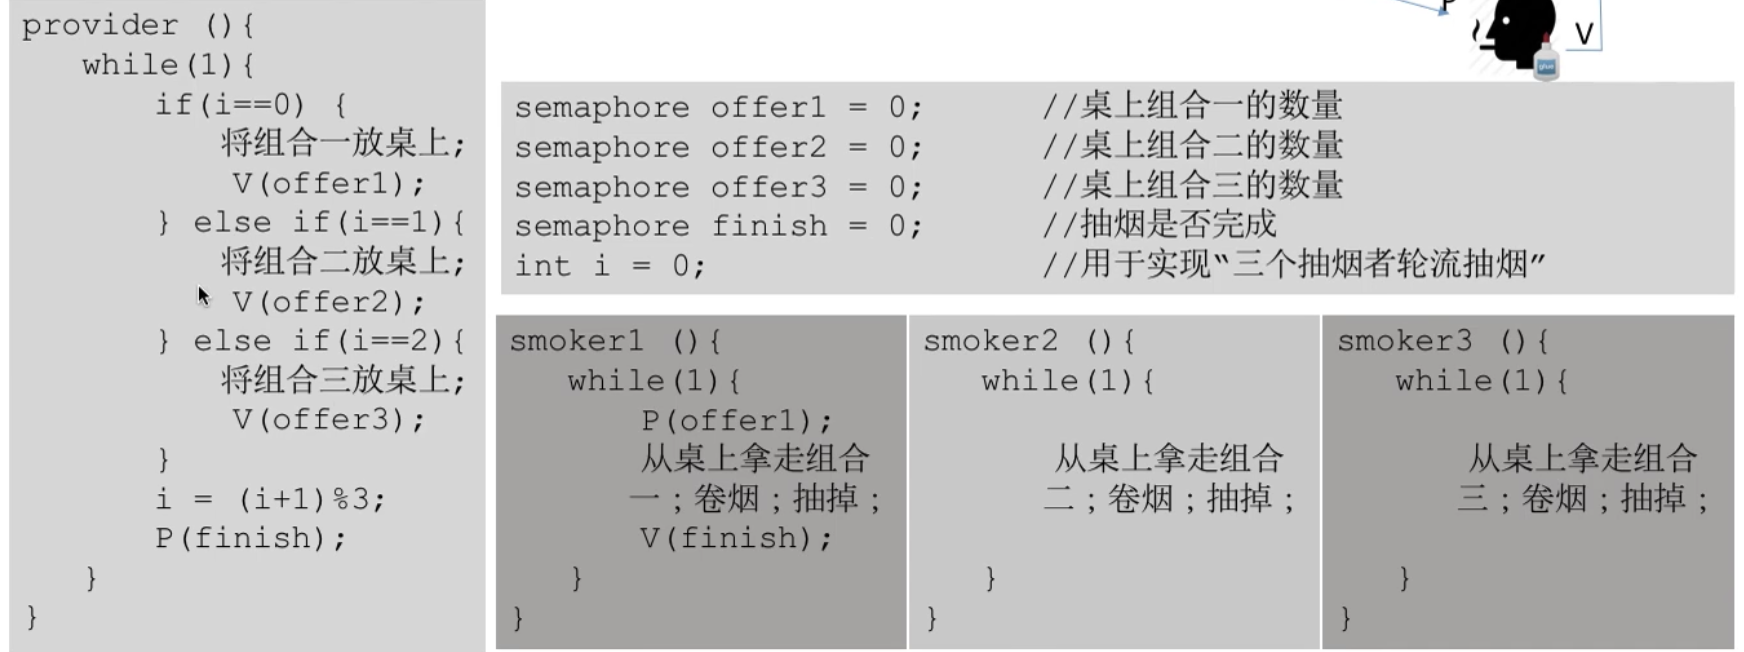 provider (){
while(1){
if(i==0) {
将组合一放桌上;
V(offer1);
} else if(i==1){
将组合二放桌上;
V(offer2);
} else if(i==2){
将组合三放桌上;
V(offer3);
}
i = (i+1)%3;
P(finish);
}
}
P
V
glue
semaphore offer1 = 0; //桌上组合一的数量
semaphore offer2 = 0; //桌上组合二的数量
semaphore offer3 = 0; //桌上组合三的数量
semaphore finish = 0; //抽烟是否完成
int i = 0; //用于实现“三个抽烟者轮流抽烟”
smoker1 (){
while(1){
P(offer1);
从桌上拿走组合
一；卷烟；抽掉；
V(finish);
}
}
smoker2 (){
while(1){
从桌上拿走组合
二；卷烟；抽掉；
}
}
smoker3 (){
while(1){
从桌上拿走组合
三；卷烟；抽掉；
}
}